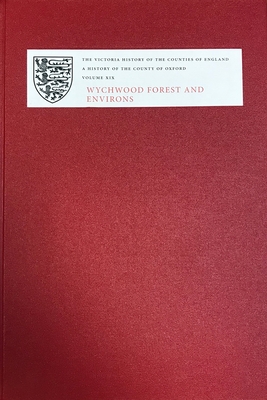 THE VICTORIA HISTORY OF THE COUNTIES OF ENGLAND
A HISTORY OF THE COUNTY OF OXFORD
VOLUME XIX
WYCHWOOD FOREST AND
ENVIRONS